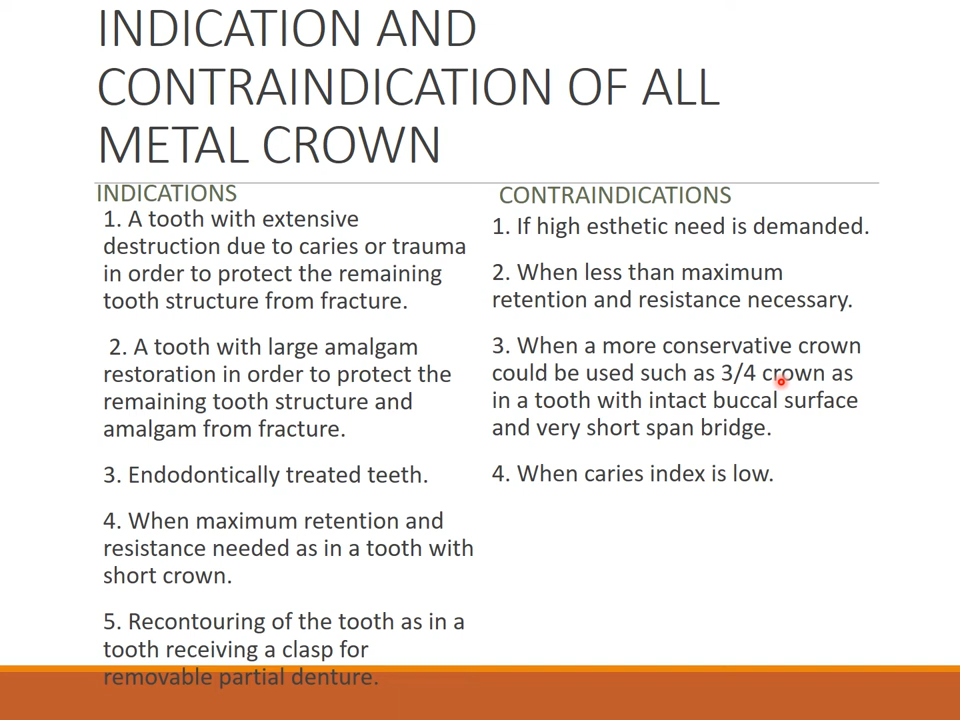 INDICATION AND
CONTRAINDICATION OF ALL
METAL CROWN
INDICATIONS
1. A tooth with extensive
destruction due to caries or trauma
in order to protect the remaining
tooth structure from fracture.
2. A tooth with large amalgam
restoration in order to protect the
remaining tooth structure and
amalgam from fracture.
3. Endodontically treated teeth.
4. When maximum retention and
resistance needed as in a tooth with
short crown.
5. Recontouring of the tooth as in a
tooth receiving a clasp for
removable partial denture.
CONTRAINDICATIONS
1. If high esthetic need is demanded.
2. When less than maximum
retention and resistance necessary.
3. When a more conservative crown
could be used such as 3/4 crown as
in a tooth with intact buccal surface
and very short span bridge.
4. When caries index is low.